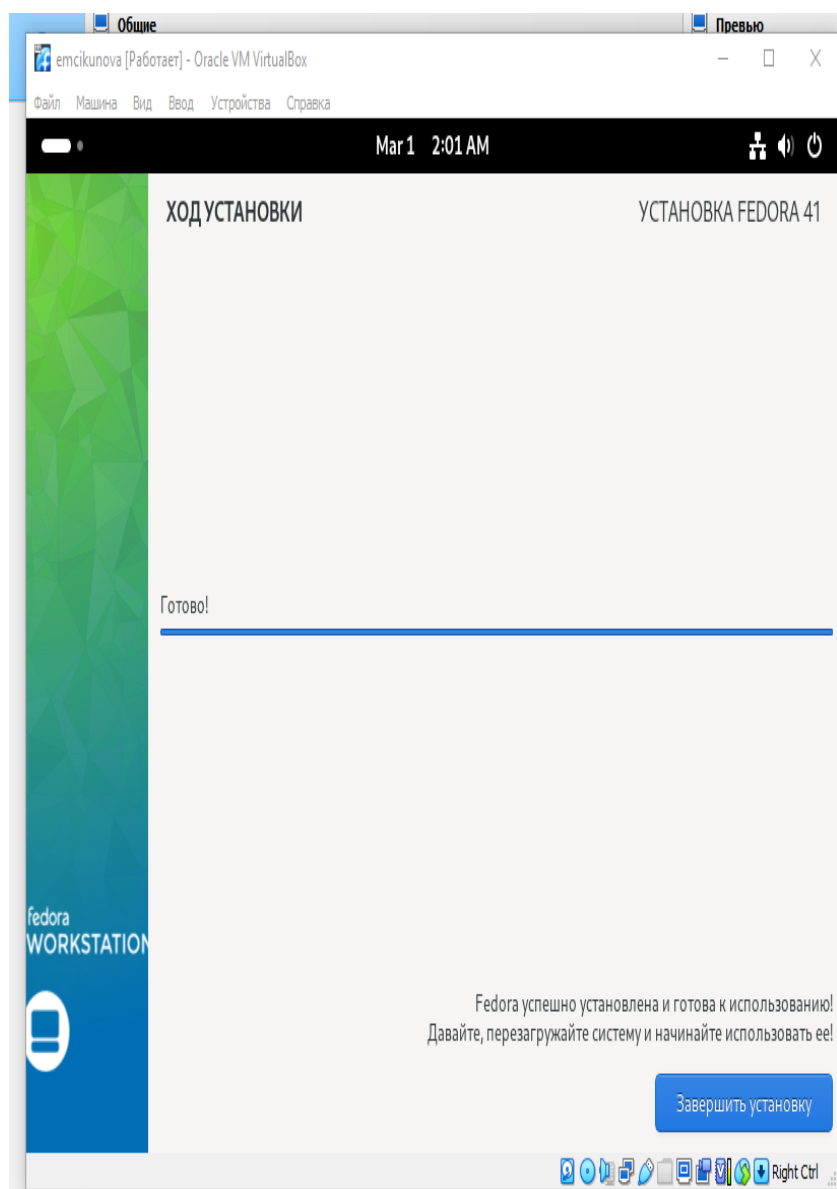 Общие
Превью
emcikunova [Работает] - Oracle VM VirtualBox
Файл Машина Вид Ввод Устройства Справка
Mar 1 2:01 AM
ХОД УСТАНОВКИ
УСТАНОВКА FEDORA 41
Готово!
fedora
WORKSTATION
Fedora успешно установлена и готова к использованию!
Давайте, перезагружайте систему и начинайте использовать ее!
Завершить установку
Right Ctrl